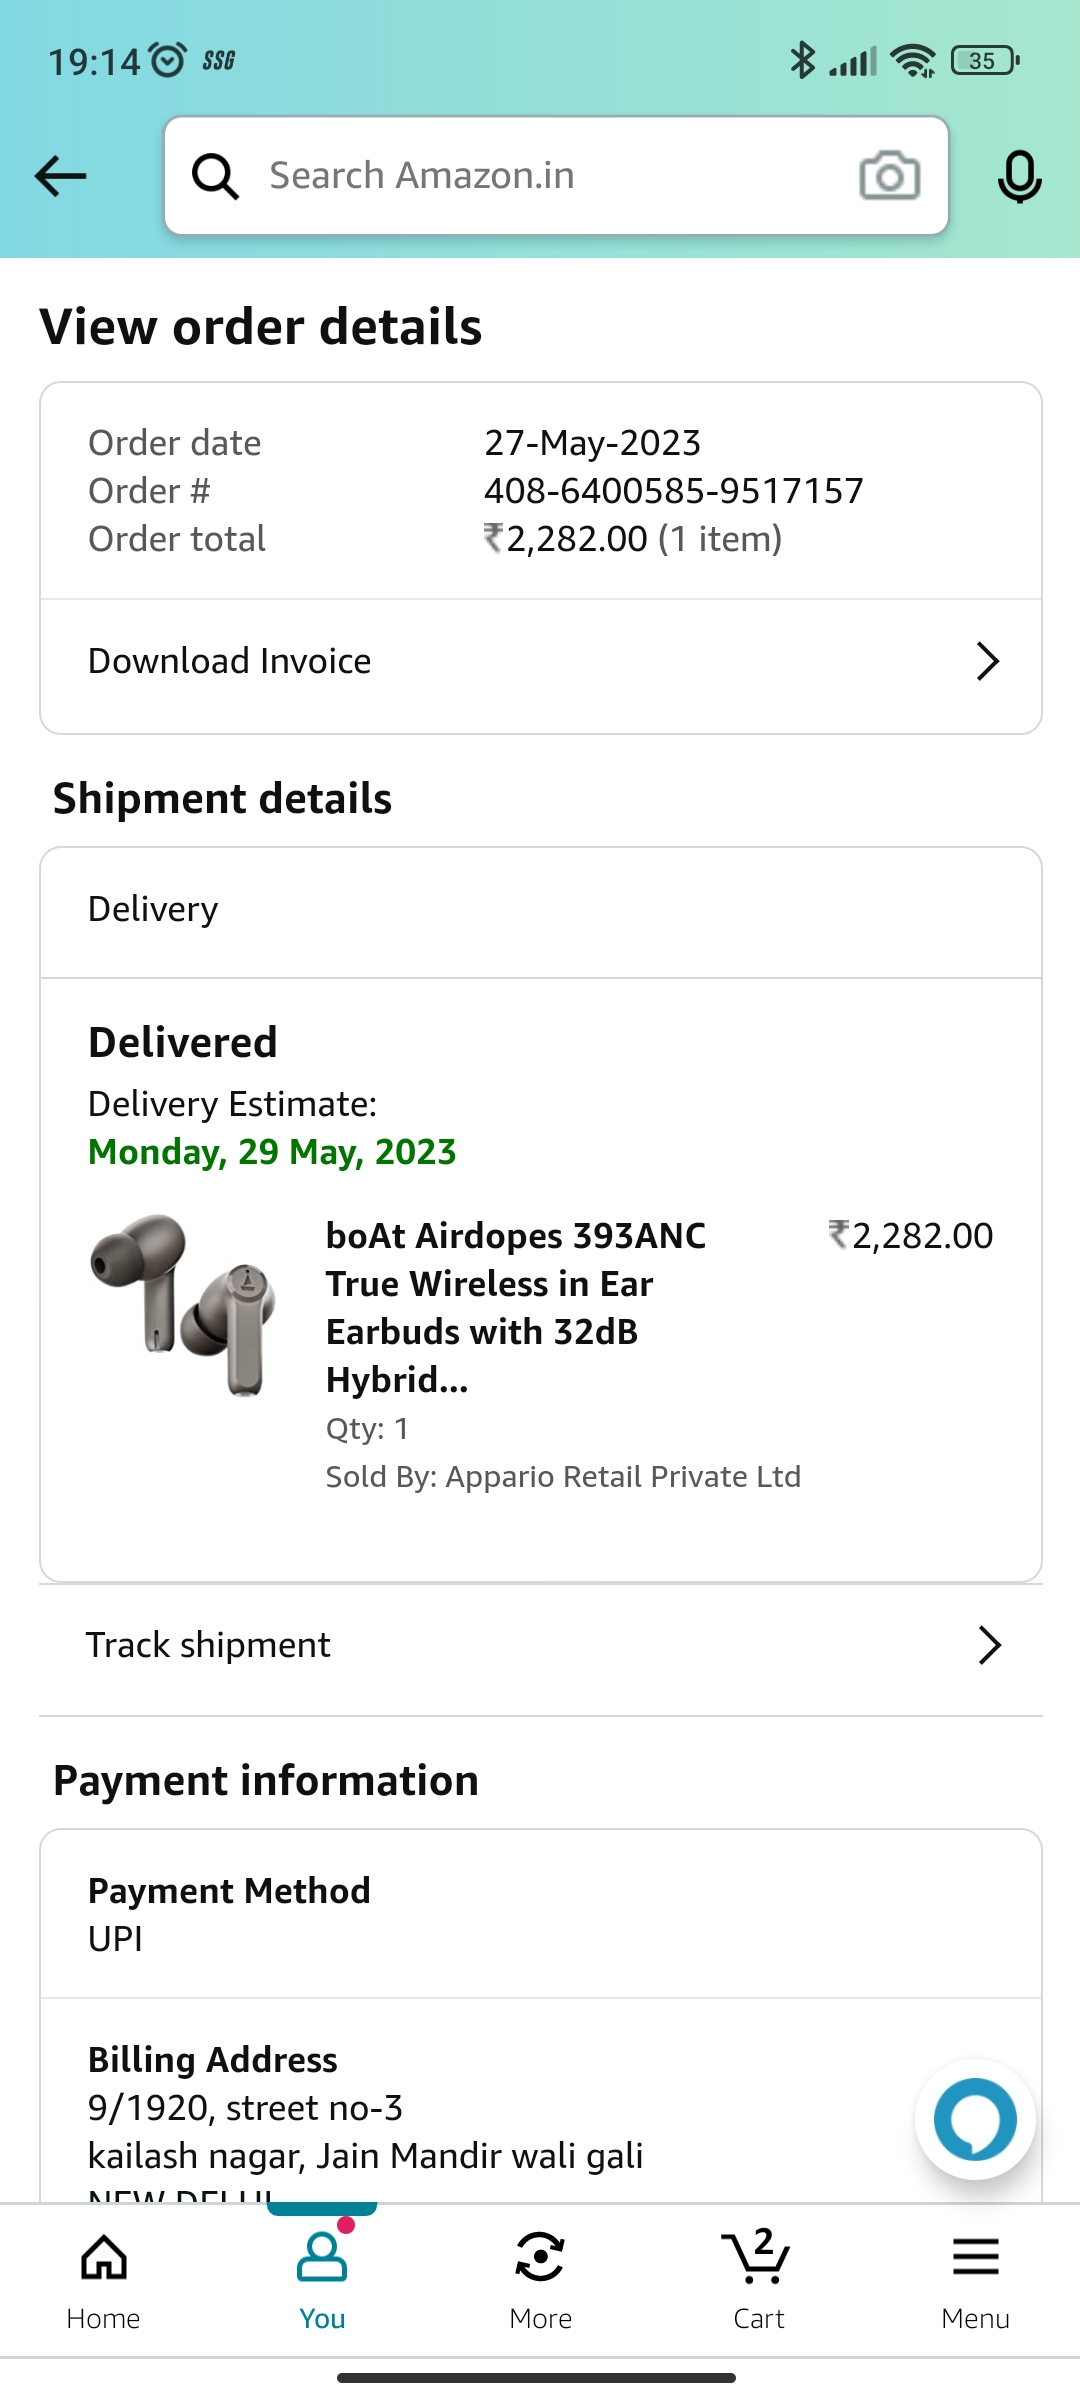 19:14 SSG 35
Search Amazon.in
View order details
Order date 27-May-2023
Order # 408-6400585-9517157
Order total ₹2,282.00 (1 item)
Download Invoice
Shipment details
Delivery
Delivered
Delivery Estimate:
Monday, 29 May, 2023
boAt Airdopes 393ANC ₹2,282.00
True Wireless in Ear
Earbuds with 32dB
Hybrid...
Qty: 1
Sold By: Appario Retail Private Ltd
Track shipment
Payment information
Payment Method
UPI
Billing Address
9/1920, street no-3
kailash nagar, Jain Mandir wali gali
NEW DELHI
2
Home You More Cart Menu